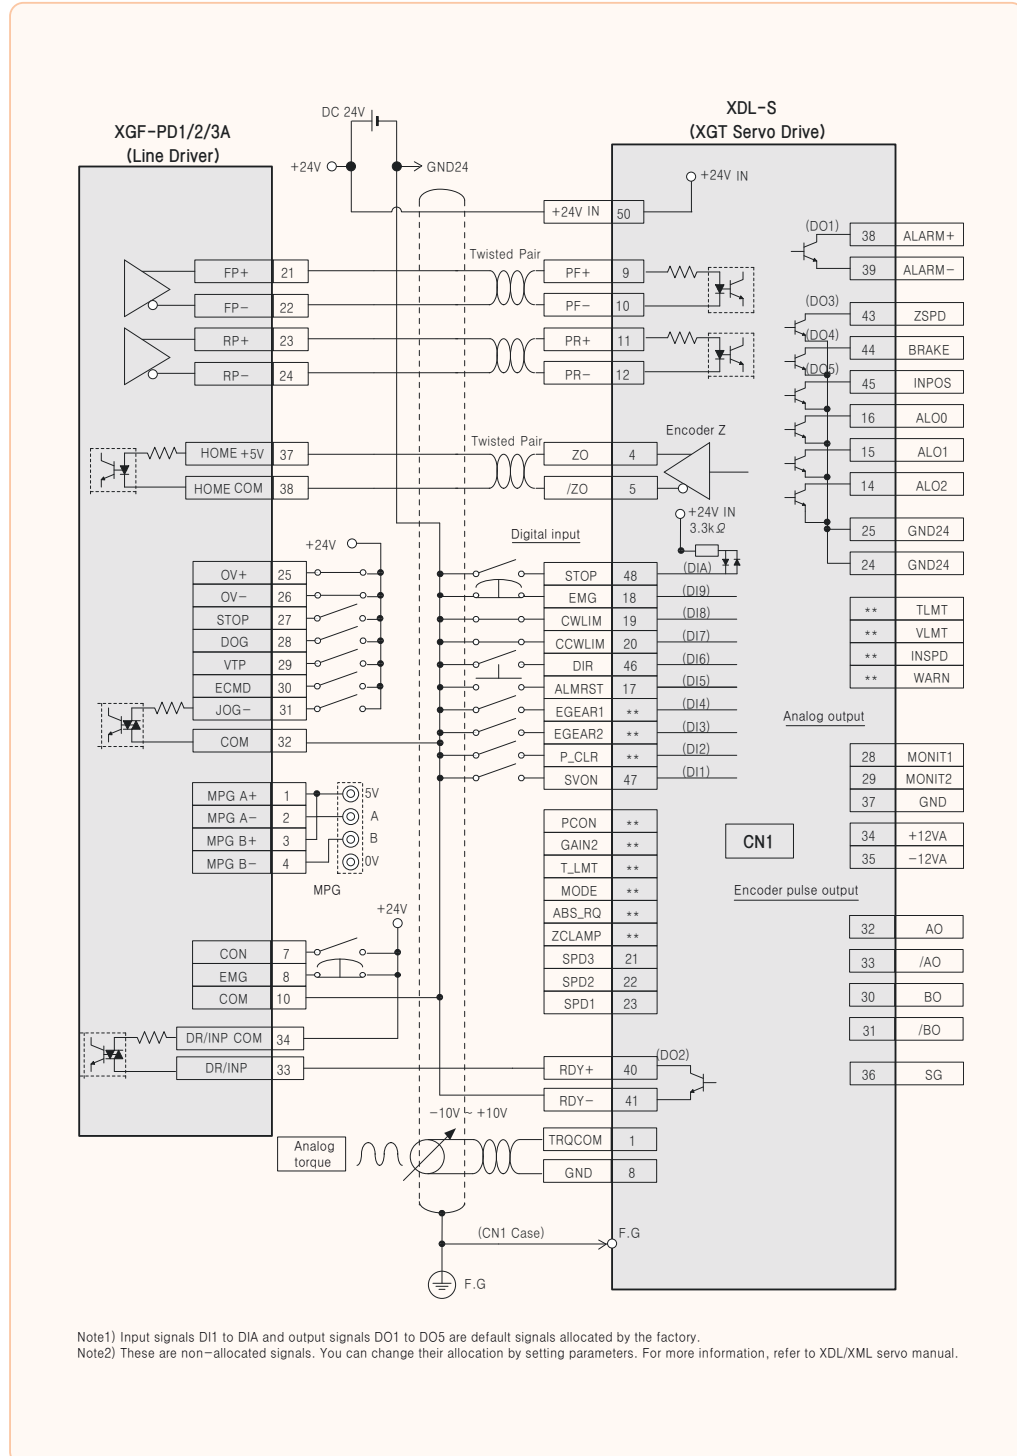 XGF-PD1/2/3A
(Line Driver)
DC 24V
+24V
GND24
XDL-S
(XGT Servo Drive)
+24V IN
+24V IN 50
Twisted Pair
FP+ 21
FP- 22
RP+ 23
RP- 24
PF+ 9
PF- 10
PR+ 11
PR- 12
Twisted Pair
HOME +5V 37
HOME COM 38
ZO 4
/ZO 5
Encoder Z
+24V IN
3.3kΩ
Digital input
+24V
OV+ 25
OV- 26
STOP 27
DOG 28
VTP 29
ECMD 30
JOG- 31
COM 32
STOP 48 (DIA)
EMG 18 (DI9)
CWLIM 19 (DI8)
CCWLIM 20 (DI7)
DIR 46 (DI6)
ALMRST 17 (DI5)
EGEAR1 ** (DI4)
EGEAR2 ** (DI3)
P_CLR ** (DI2)
SVON 47 (DI1)
MPG A+ 1
MPG A- 2
MPG B+ 3
MPG B- 4
5V
A
B
0V
MPG
PCON **
GAIN2 **
T_LMT **
MODE **
ABS_RQ **
ZCLAMP **
SPD3 21
SPD2 22
SPD1 23
+24V
CON 7
EMG 8
COM 10
DR/INP COM 34
DR/INP 33
RDY+ 40 (DO2)
RDY- 41
-10V ~ +10V
Analog
torque
TRQCOM 1
GND 8
(CN1 Case)
F.G
F.G
CN1
(DO1)
38 ALARM+
39 ALARM-
(DO3)
43 ZSPD
(DO4)
44 BRAKE
(DO5)
45 INPOS
16 ALO0
15 ALO1
14 ALO2
25 GND24
24 GND24
** TLMT
** VLMT
** INSPD
** WARN
Analog output
28 MONIT1
29 MONIT2
37 GND
34 +12VA
35 -12VA
Encoder pulse output
32 AO
33 /AO
30 BO
31 /BO
36 SG
Note1) Input signals DI1 to DIA and output signals DO1 to DO5 are default signals allocated by the factory.
Note2) These are non-allocated signals. You can change their allocation by setting parameters. For more information, refer to XDL/XML servo manual.